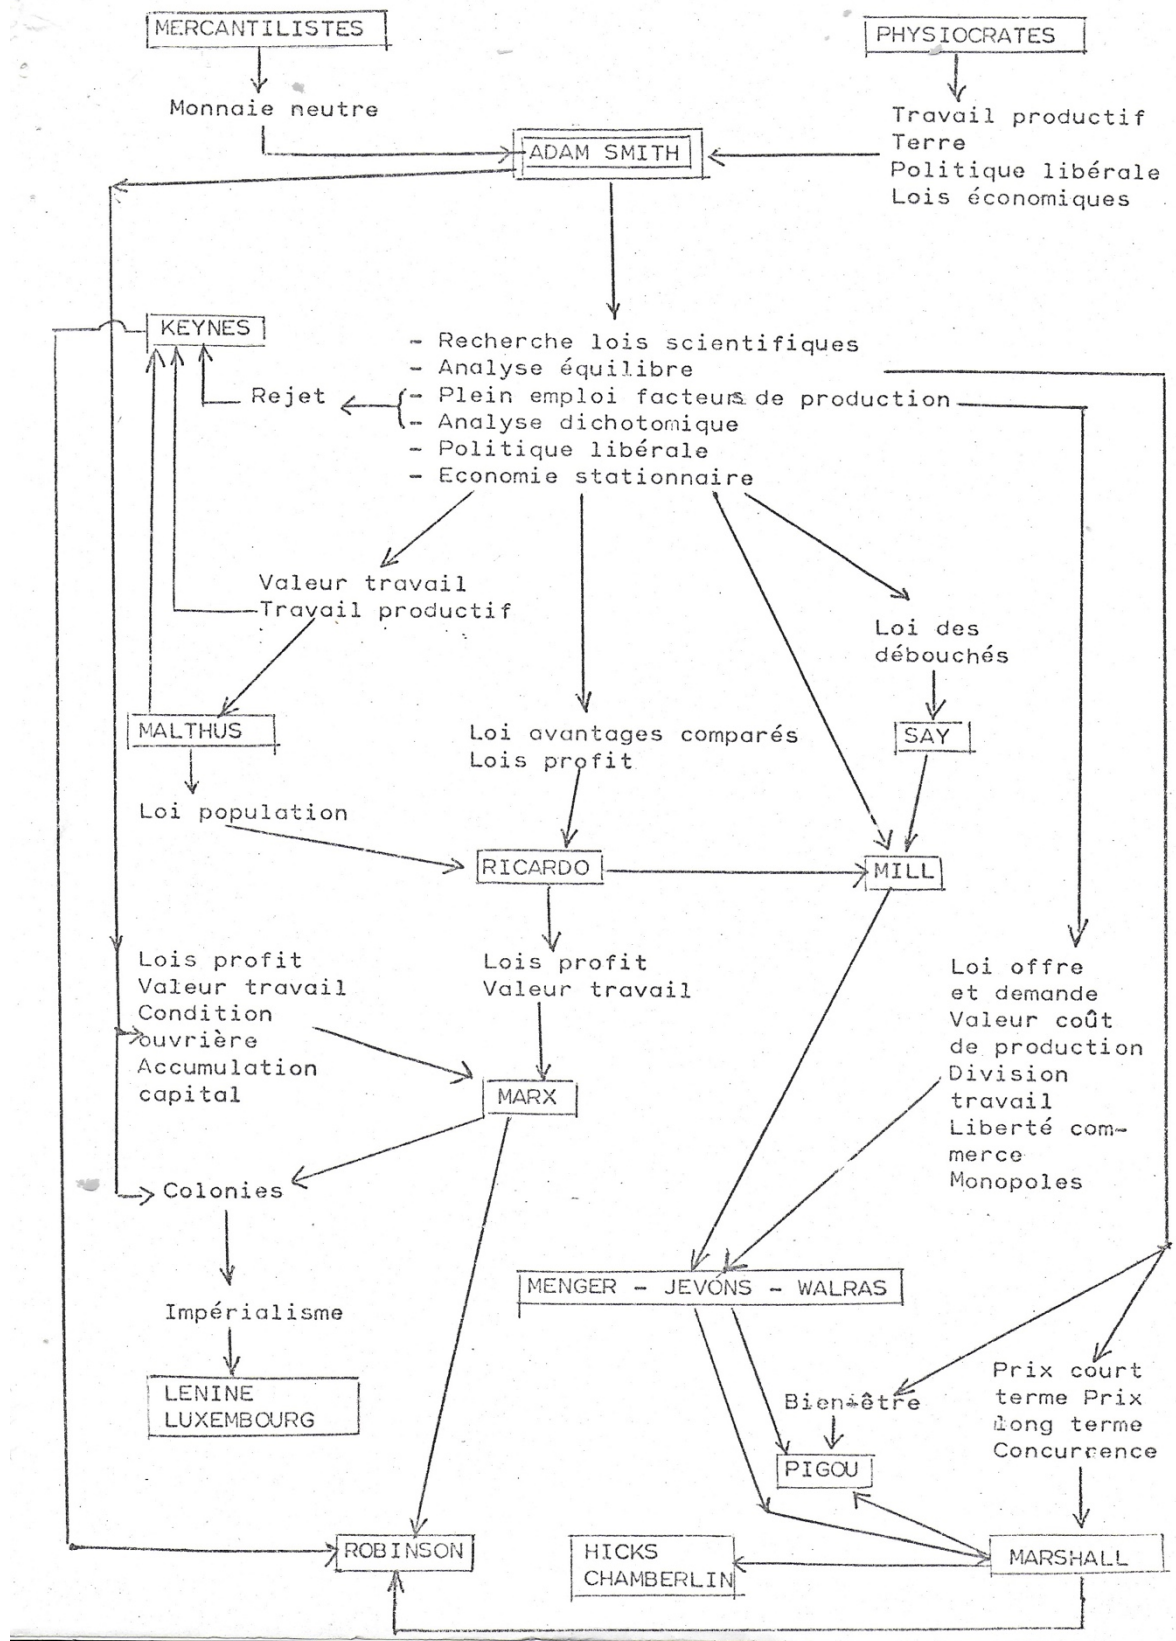 MERCANTILISTES
PHYSIOCRATES
Monnaie neutre
Travail productif
Terre
Politique libérale
Lois économiques
ADAM SMITH
KEYNES
- Recherche lois scientifiques
- Analyse équilibre
- Plein emploi facteurs de production
- Analyse dichotomique
- Politique libérale
- Economie stationnaire
Rejet
Valeur travail
Travail productif
Loi des
débouchés
MALTHUS
Loi avantages comparés
Lois profit
SAY
Loi population
RICARDO
MILL
Lois profit
Valeur travail
Condition
ouvrière
Accumulation
capital
Lois profit
Valeur travail
Loi offre
et demande
Valeur coût
de production
Division
travail
Liberté com-
merce
Monopoles
MARX
Colonies
MENGER - JEVONS - WALRAS
Impérialisme
LENINE
LUXEMBOURG
Bien-être
Prix court
terme Prix
long terme
Concurrence
PIGOU
ROBINSON
HICKS
CHAMBERLIN
MARSHALL